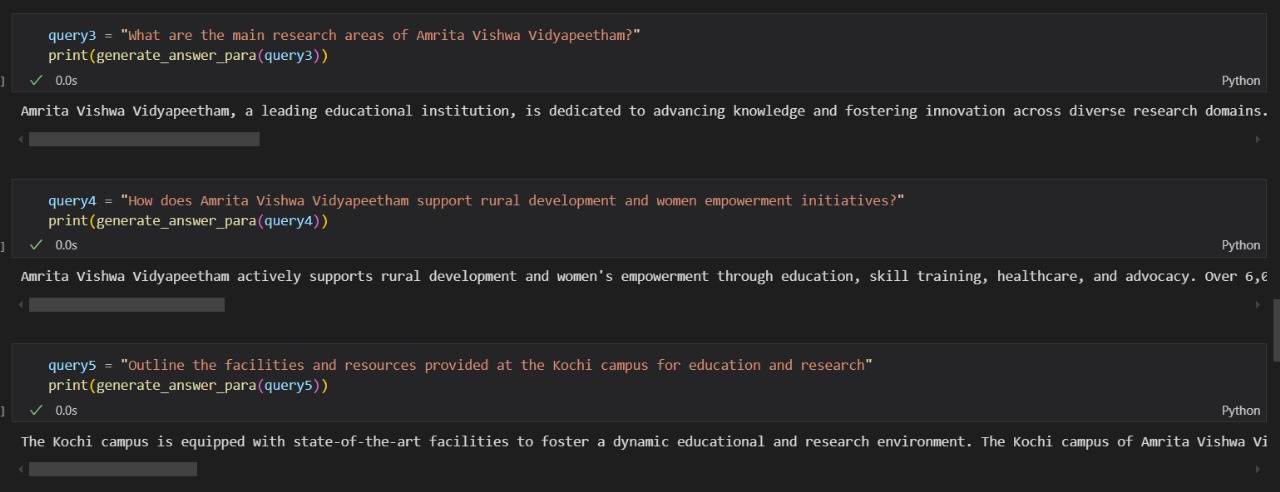 query3 = "What are the main research areas of Amrita Vishwa Vidyapeetham?"
print(generate_answer_para(query3))
0.0s
Python
Amrita Vishwa Vidyapeetham, a leading educational institution, is dedicated to advancing knowledge and fostering innovation across diverse research domains.
query4 = "How does Amrita Vishwa Vidyapeetham support rural development and women empowerment initiatives?"
print(generate_answer_para(query4))
0.0s
Python
Amrita Vishwa Vidyapeetham actively supports rural development and women's empowerment through education, skill training, healthcare, and advocacy. Over 6,
query5 = "Outline the facilities and resources provided at the Kochi campus for education and research"
print(generate_answer_para(query5))
0.0s
Python
The Kochi campus is equipped with state-of-the-art facilities to foster a dynamic educational and research environment. The Kochi campus of Amrita Vishwa Vi